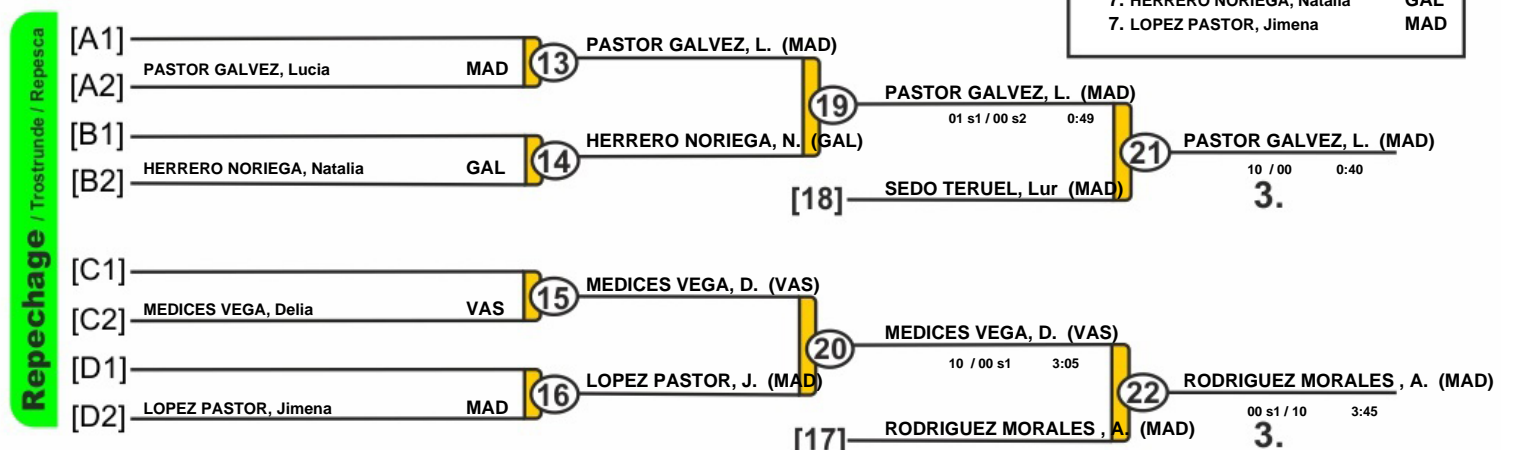 7. HERRERO NORIEGA, Natalia GAL
7. LOPEZ PASTOR, Jimena MAD
Repechage / Trostrunde / Repesca
[A1]
PASTOR GALVEZ, Lucia MAD
[A2]
13
PASTOR GALVEZ, L. (MAD)
[B1]
HERRERO NORIEGA, Natalia GAL
[B2]
14
HERRERO NORIEGA, N. (GAL)
19
PASTOR GALVEZ, L. (MAD)
01 s1 / 00 s2 0:49
[18]
SEDO TERUEL, Lur (MAD)
21
PASTOR GALVEZ, L. (MAD)
10 / 00 0:40
3.
[C1]
MEDICES VEGA, Delia VAS
[C2]
15
MEDICES VEGA, D. (VAS)
[D1]
LOPEZ PASTOR, Jimena MAD
[D2]
16
LOPEZ PASTOR, J. (MAD)
20
MEDICES VEGA, D. (VAS)
10 / 00 s1 3:05
[17]
RODRIGUEZ MORALES , A. (MAD)
22
RODRIGUEZ MORALES , A. (MAD)
00 s1 / 10 3:45
3.